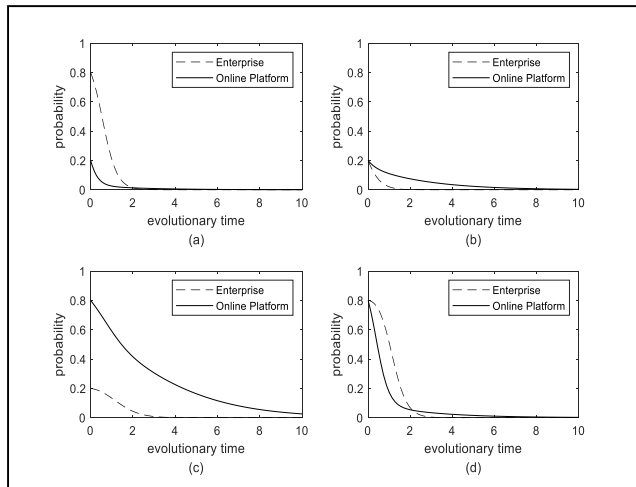 1
0.8
0.6
0.4
0.2
0
probability
Enterprise
Online Platform
0 2 4 6 8 10
evolutionary time
(a)
1
0.8
0.6
0.4
0.2
0
probability
Enterprise
Online Platform
0 2 4 6 8 10
evolutionary time
(b)
1
0.8
0.6
0.4
0.2
0
probability
Enterprise
Online Platform
0 2 4 6 8 10
evolutionary time
(c)
1
0.8
0.6
0.4
0.2
0
probability
Enterprise
Online Platform
0 2 4 6 8 10
evolutionary time
(d)